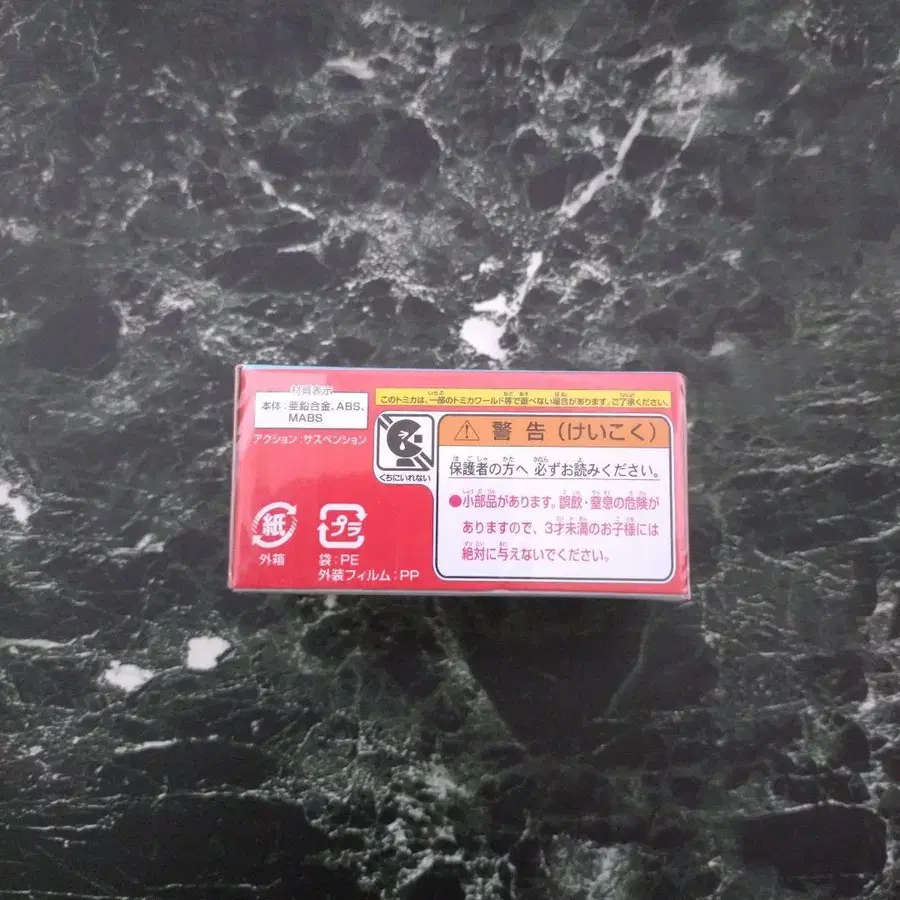 材質表示
本体：亜鉛合金、ABS、
MABS
アクション：サスペンション
このトミカは、一部のトミカワールド等で遊べない場合があります。ご了承ください。
くちにいれない
警告（けいこく）
保護者の方へ 必ずお読みください。
●小部品があります。誤飲・窒息の危険が
ありますので、3才未満のお子様には
絶対に与えないでください。
紙
外箱
プラ
袋：PE
外装フィルム：PP